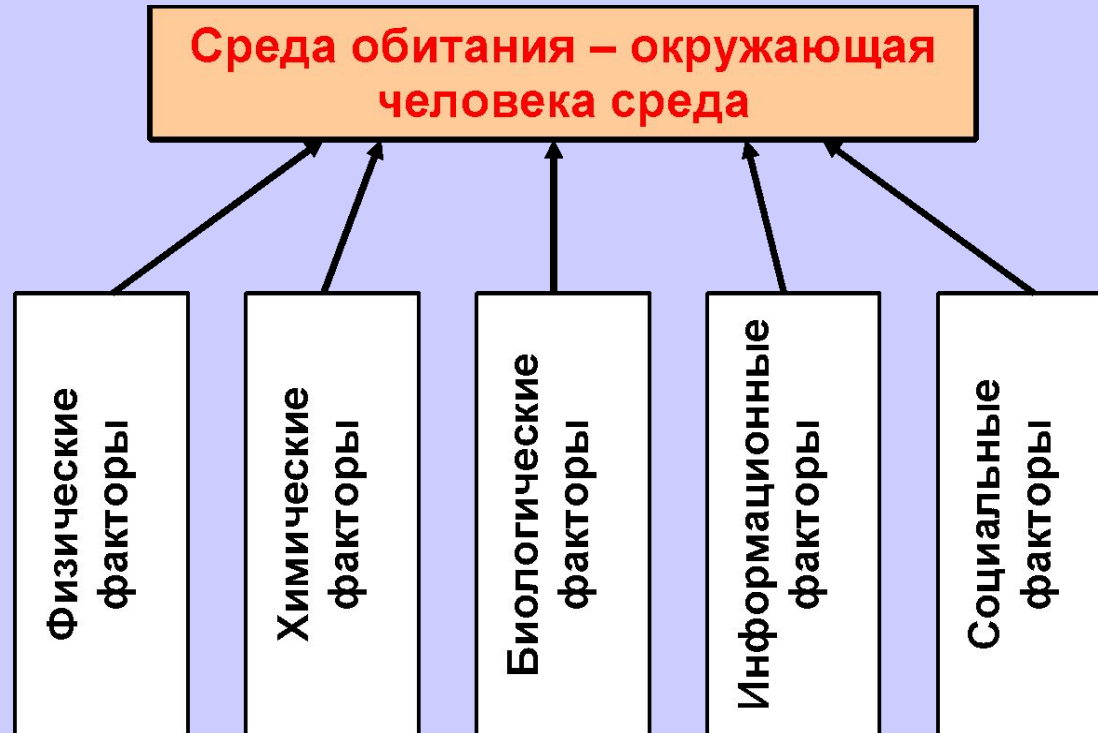 Среда обитания – окружающая
человека среда
Физические
факторы
Химические
факторы
Биологические
факторы
Информационные
факторы
Социальные
факторы